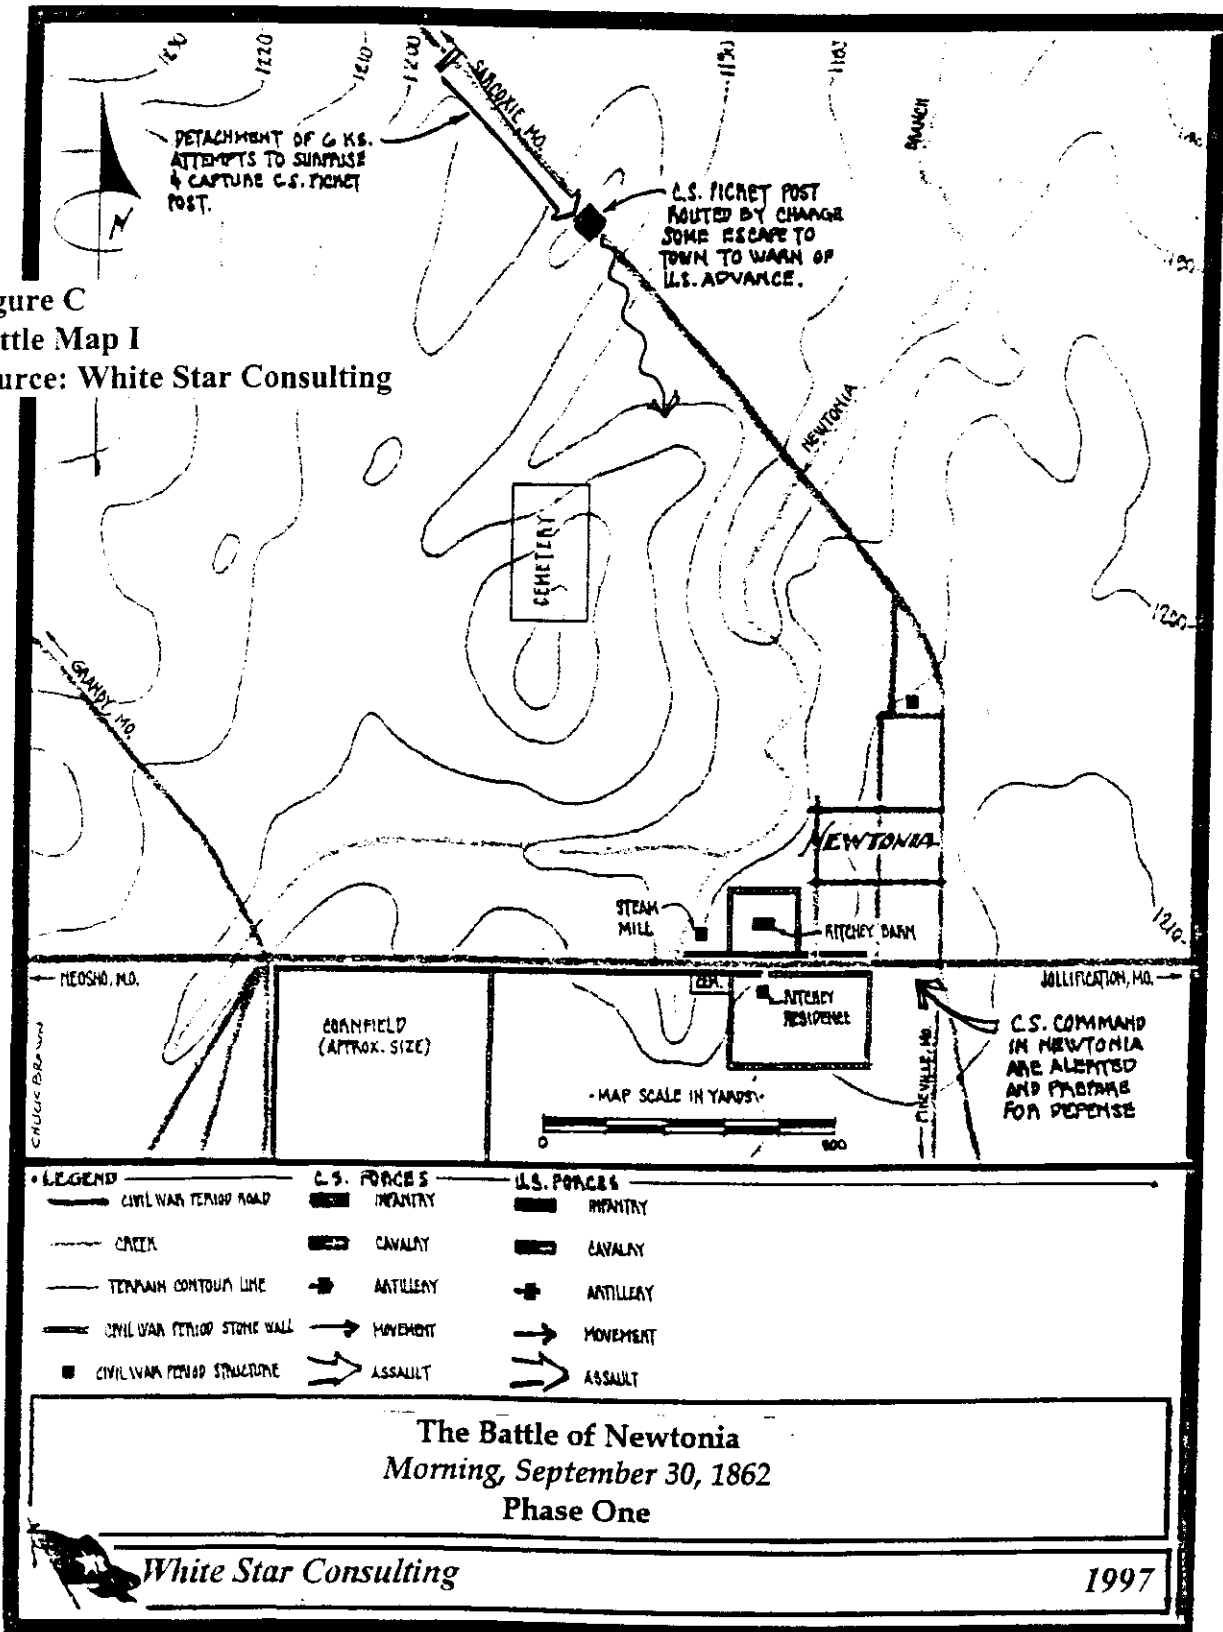 1230
1220
1210
1200
1190
1180
SARCOXIE, MO.
BRANCH
DETACHMENT OF 6 KS.
ATTEMPTS TO SURPRISE
& CAPTURE C.S. PICKET
POST.
N
C.S. PICKET POST
ROUTED BY CHARGE
SOME ESCAPE TO
TOWN TO WARN OF
U.S. ADVANCE.
1190
gure C
ttle Map I
urce: White Star Consulting
NEWTONIA
CEMETERY
1200
GRANBY, MO.
NEWTONIA
STEAM
MILL
RITCHEY BARN
1210
NEOSHO, MO.
CEM.
JOLLIFICATION, MO.
RITCHEY
RESIDENCE
CORNFIELD
(APPROX. SIZE)
C.S. COMMAND
IN NEWTONIA
ARE ALERTED
AND PREPARE
FOR DEFENSE
PINEVILLE, MO.
CHUCK BROWN
- MAP SCALE IN YARDS -
0
LEGEND
C.S. FORCES
U.S. FORCES
CIVIL WAR PERIOD ROAD
INFANTRY
INFANTRY
CREEK
CAVALRY
CAVALRY
TERRAIN CONTOUR LINE
ARTILLERY
ARTILLERY
CIVIL WAR PERIOD STONE WALL
MOVEMENT
MOVEMENT
CIVIL WAR PERIOD STRUCTURE
ASSAULT
ASSAULT
The Battle of Newtonia
Morning, September 30, 1862
Phase One
White Star Consulting
1997